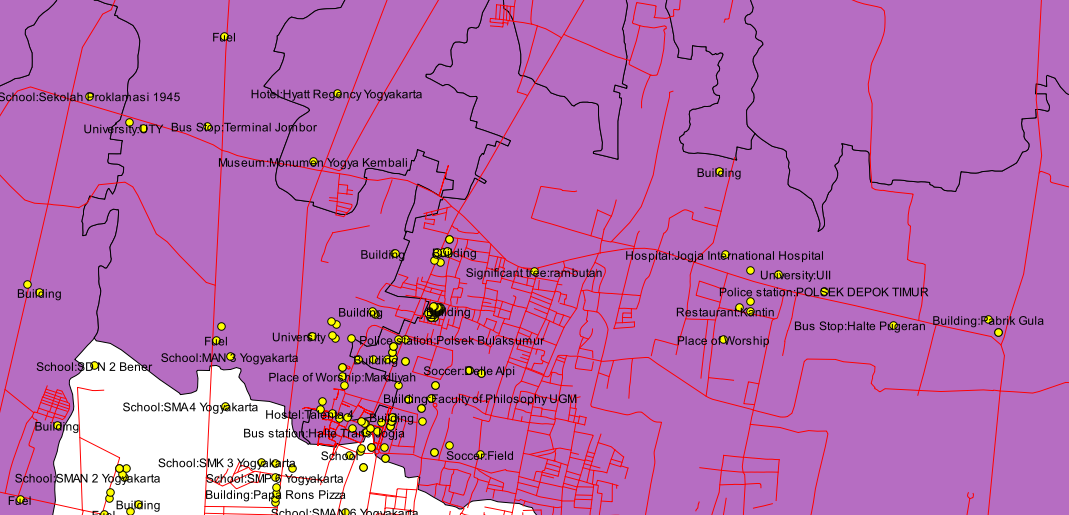 Fuel
School:Sekolah Proklamasi 1945
Hotel:Hyatt Regency Yogyakarta
University:UTY
Bus Stop:Terminal Jombor
Museum:Monumen Yogya Kembali
Building
Building
Building
Hospital:Jogja International Hospital
Significant tree:rambutan
University:UII
Building
Police station:POLSEK DEPOK TIMUR
Building
Building
Restaurant:Kantin
Bus Stop:Halte Pugeran
Building:Pabrik Gula
Fuel
University
Police station:Polsek Bulaksumur
Place of Worship
School:MAN 3 Yogyakarta
Building
School:SD N 2 Bener
Soccer:Delle Alpi
Place of Worship:Mardliyah
Building:Faculty of Philosophy UGM
School:SMA4 Yogyakarta
Hostel:Talenta 4
Building
Building
Bus station:Halte Trans Jogja
School
Soccer:Field
School:SMK 3 Yogyakarta
School:SMAN 2 Yogyakarta
School:SMP 6 Yogyakarta
Building:Papa Rons Pizza
Fuel
Building
Fuel
School:SMAN 6 Yogyakarta